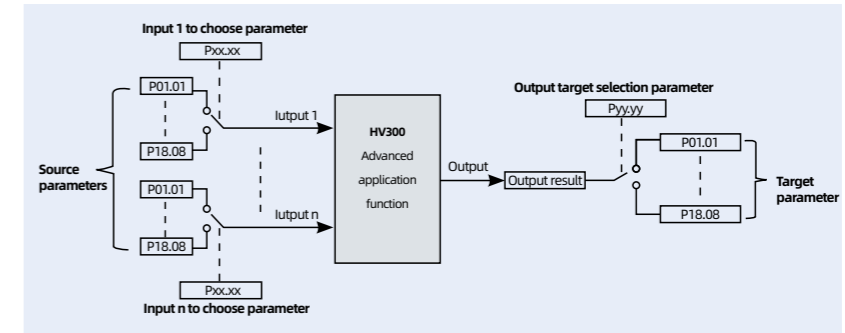 Input 1 to choose parameter
Pxx.xx
P01.01
P18.08
Iutput 1
Source
parameters
P01.01
P18.08
Iutput n
Pxx.xx
Input n to choose parameter
HV300
Advanced
application
function
Output
Output result
Output target selection parameter
Pyy.yy
P01.01
P18.08
Target
parameter